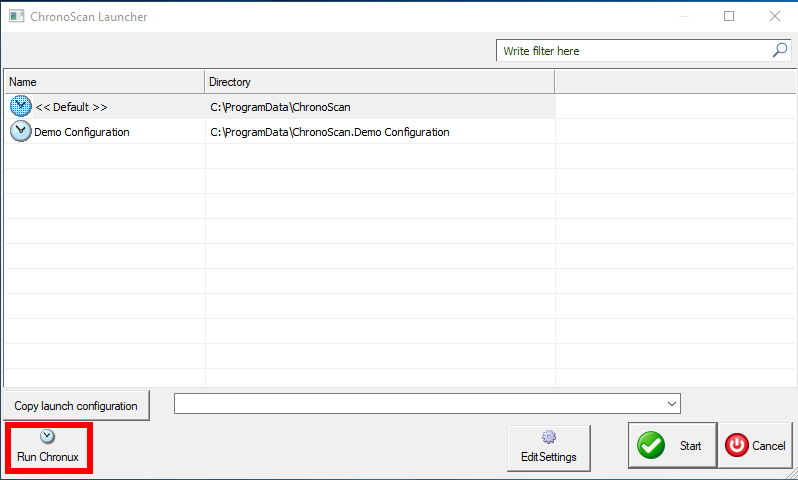 ChronoScan Launcher
Write filter here
Name Directory
<< Default >> C:\ProgramData\ChronoScan
Demo Configuration C:\ProgramData\ChronoScan.Demo Configuration
Copy launch configuration
Run Chronux EditSettings Start Cancel